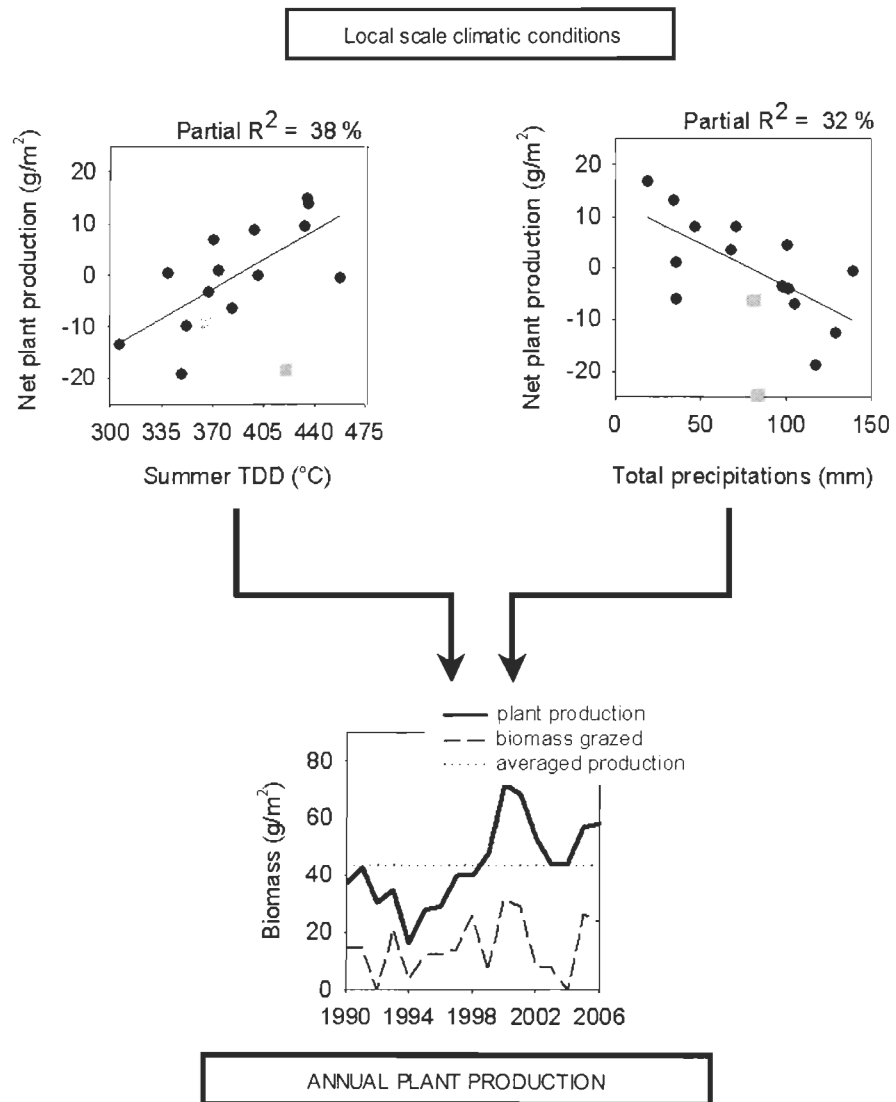 Local scale climatic conditions
Partial R² = 38 %
Net plant production (g/m²)
20
10
0
-10
-20
300 335 370 405 440 475
Summer TDD (°C)
Partial R² = 32 %
Net plant production (g/m²)
20
10
0
-10
-20
0 50 100 150
Total precipitations (mm)
plant production
biomass grazed
averaged production
Biomass (g/m²)
80
60
40
20
0
1990 1994 1998 2002 2006
ANNUAL PLANT PRODUCTION